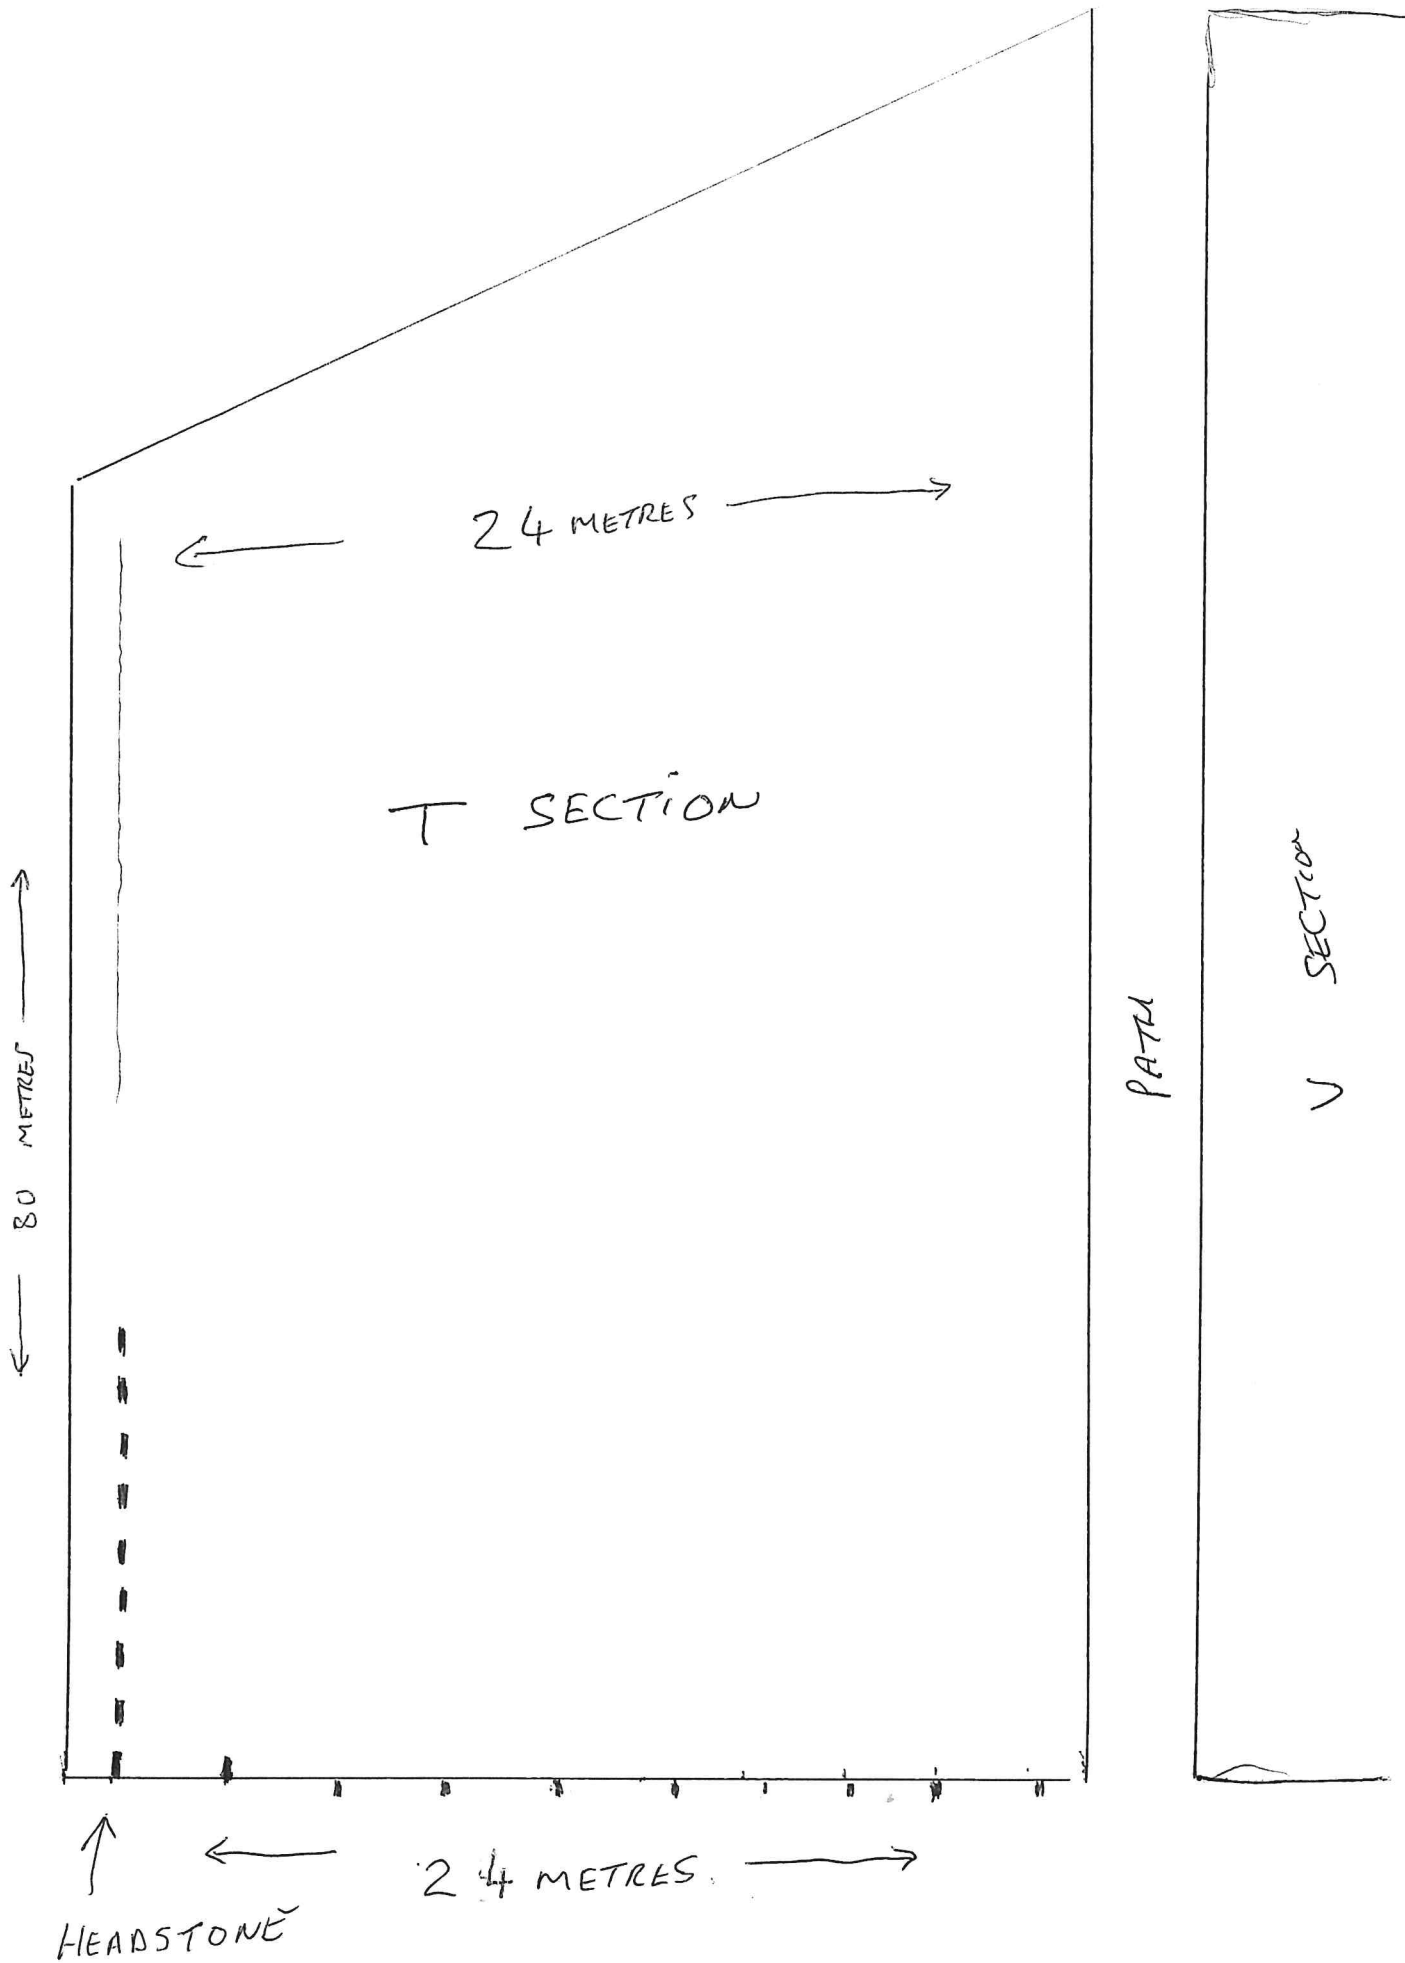 24 METRES
T SECTION
80 METRES
PATH
V SECTION
24 METRES
HEADSTONE